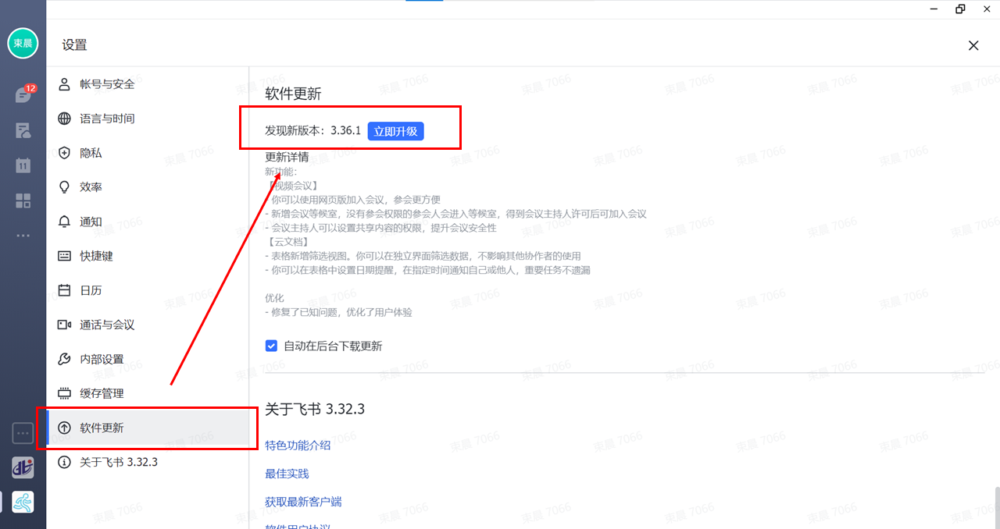 束晨
12
11
设置
帐号与安全
语言与时间
隐私
效率
通知
快捷键
日历
通话与会议
内部设置
缓存管理
软件更新
关于飞书 3.32.3
软件更新
发现新版本：3.36.1 立即升级
更新详情
新功能：
【视频会议】
- 你可以使用网页版加入会议，参会更方便
- 新增会议等候室，没有参会权限的参会人会进入等候室，得到会议主持人许可后可加入会议
- 会议主持人可以设置共享内容的权限，提升会议安全性
【云文档】
- 表格新增筛选视图。你可以在独立界面筛选数据，不影响其他协作者的使用
- 你可以在表格中设置日期提醒，在指定时间通知自己或他人，重要任务不遗漏
优化
- 修复了已知问题，优化了用户体验
自动在后台下载更新
关于飞书 3.32.3
特色功能介绍
最佳实践
获取最新客户端
软件用户协议
束晨 7066